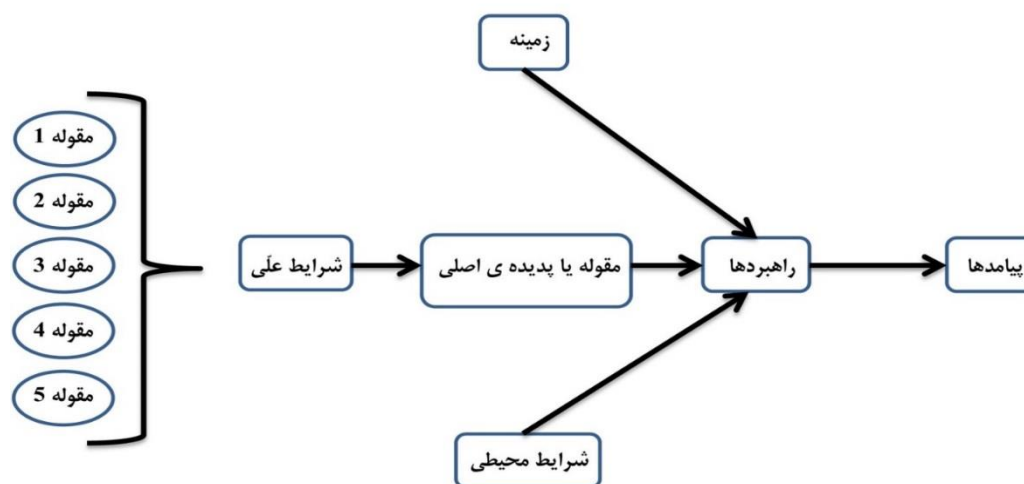 زمینه
مقوله 1
مقوله 2
مقوله 3
مقوله 4
مقوله 5
شرایط علّی
مقوله یا پدیده ی اصلی
راهبردها
پیامدها
شرایط محیطی